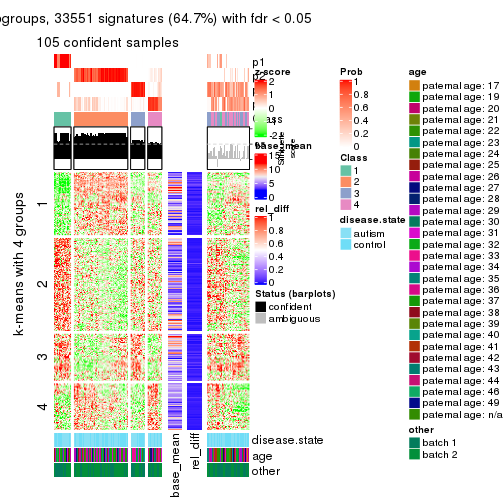 ogroups, 33551 signatures (64.7%) with fdr < 0.05
105 confident samples
p1
z-score
2
1
0
-2
Silhouette
score
base_mean
15
10
5
0
rel_diff
1
0.8
0.6
0.4
0.2
0
Status (barplots)
confident
ambiguous
k-means with 4 groups
1
2
3
4
base_mean
rel_diff
disease.state
age
other
Prob
1
0.8
0.6
0.4
0.2
0
Class
1
2
3
4
disease.state
autism
control
age
paternal age: 17
paternal age: 19
paternal age: 20
paternal age: 21
paternal age: 22
paternal age: 23
paternal age: 24
paternal age: 25
paternal age: 26
paternal age: 27
paternal age: 28
paternal age: 29
paternal age: 30
paternal age: 31
paternal age: 32
paternal age: 33
paternal age: 34
paternal age: 35
paternal age: 36
paternal age: 37
paternal age: 38
paternal age: 39
paternal age: 40
paternal age: 41
paternal age: 42
paternal age: 43
paternal age: 44
paternal age: 46
paternal age: 49
paternal age: n/a
other
batch 1
batch 2